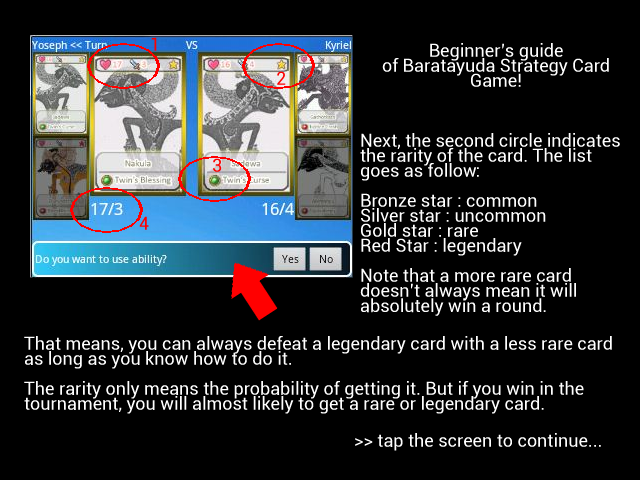 Yoseph << Turn
1
VS
Kyriel
17
3
16
4
2
Nakula
Sadewa
3
Twin's Blessing
Twin's Curse
17/3
4
16/4
Do you want to use ability?
Yes
No
Beginner's guide
of Baratayuda Strategy Card
Game!
Next, the second circle indicates
the rarity of the card. The list
goes as follow:
Bronze star : common
Silver star : uncommon
Gold star : rare
Red Star : legendary
Note that a more rare card
doesn't always mean it will
absolutely win a round.
That means, you can always defeat a legendary card with a less rare card
as long as you know how to do it.
The rarity only means the probability of getting it. But if you win in the
tournament, you will almost likely to get a rare or legendary card.
>> tap the screen to continue...